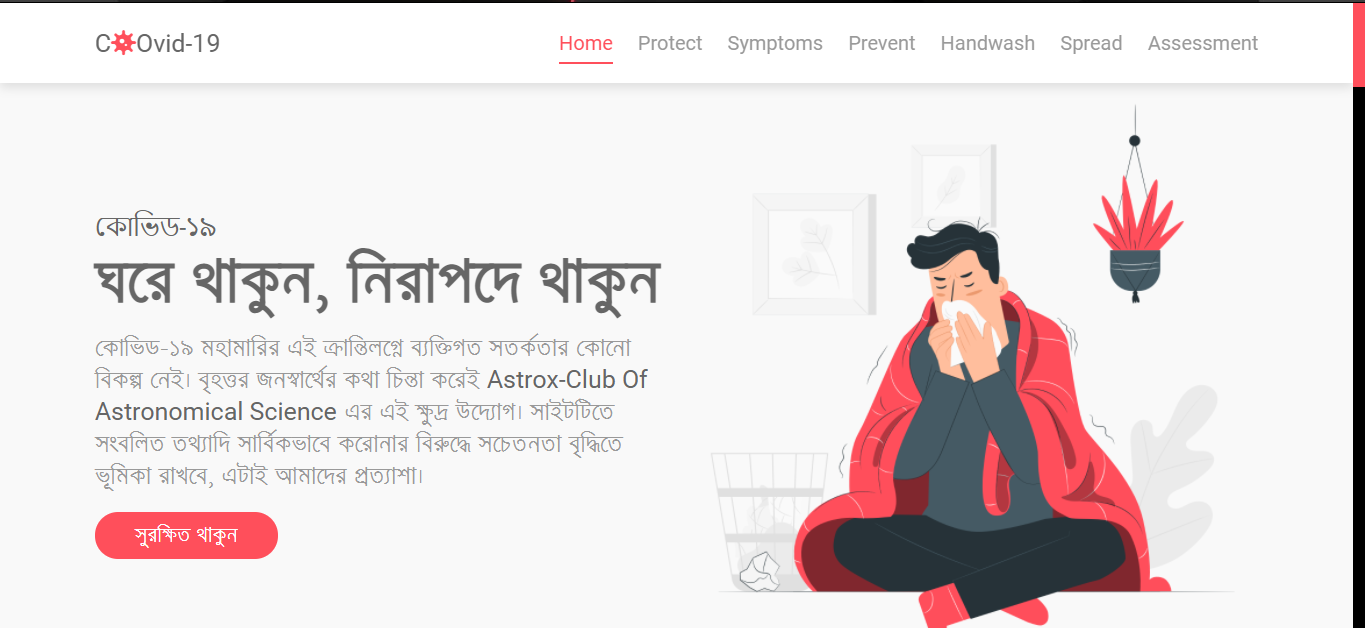 COvid-19
Home Protect Symptoms Prevent Handwash Spread Assessment
কোভিড-১৯
ঘরে থাকুন, নিরাপদে থাকুন
কোভিড-১৯ মহামারির এই ক্রান্তিলগ্নে ব্যক্তিগত সতর্কতার কোনো
বিকল্প নেই। বৃহত্তর জনস্বার্থের কথা চিন্তা করেই Astrox-Club Of
Astronomical Science এর এই ক্ষুদ্র উদ্যোগ। সাইটটিতে
সংবলিত তথ্যাদি সার্বিকভাবে করোনার বিরুদ্ধে সচেতনতা বৃদ্ধিতে
ভূমিকা রাখবে, এটাই আমাদের প্রত্যাশা।
সুরক্ষিত থাকুন